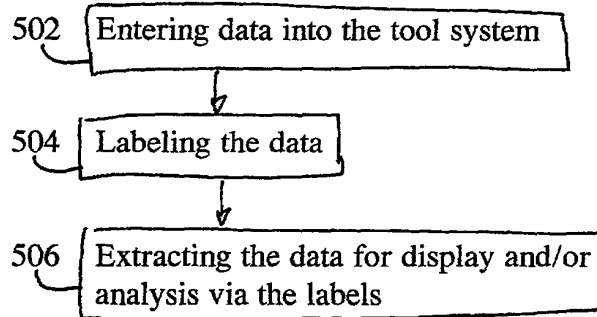 502 Entering data into the tool system
504 Labeling the data
506 Extracting the data for display and/or
analysis via the labels